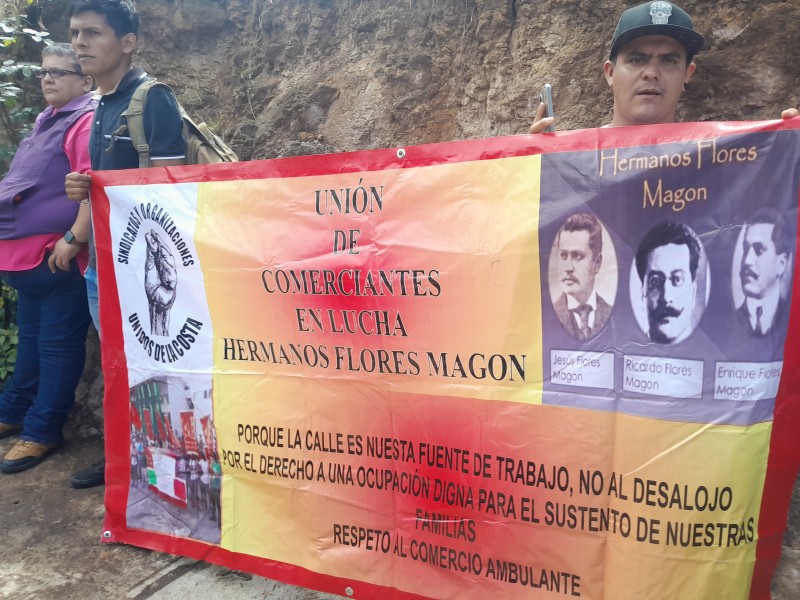 SINDICATOS Y ORGANIZACIONES
UNIDOS DE LA COSTA
UNIÓN
DE
COMERCIANTES
EN LUCHA
HERMANOS FLORES MAGON
Hermanos Flores
Magon
Jesús Flores
Magon
Ricardo Flores
Magon
Enrique Flores
Magon
PORQUE LA CALLE ES NUESTA FUENTE DE TRABAJO, NO AL DESALOJO
POR EL DERECHO A UNA OCUPACIÓN DIGNA PARA EL SUSTENTO DE NUESTRAS
FAMILIAS
RESPETO AL COMERCIO AMBULANTE